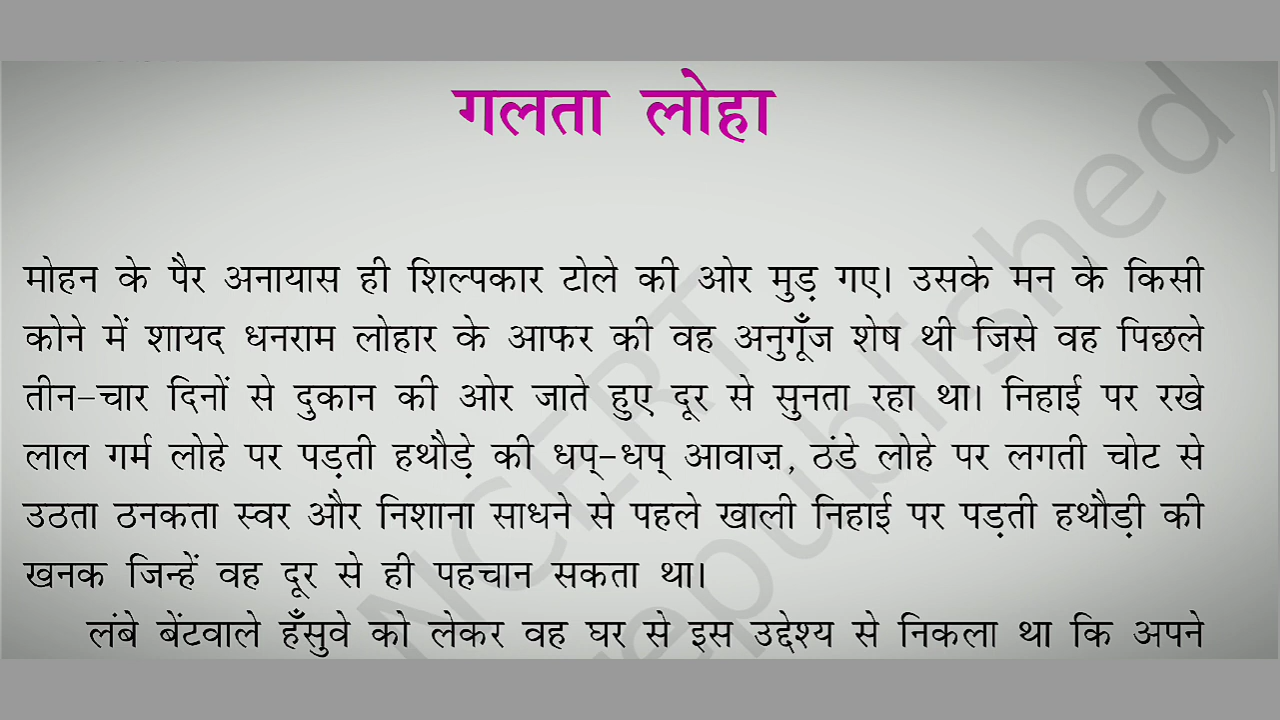 गलता लोहा
मोहन के पैर अनायास ही शिल्पकार टोले की ओर मुड़ गए। उसके मन के किसी
कोने में शायद धनराम लोहार के आफर की वह अनुगूँज शेष थी जिसे वह पिछले
तीन-चार दिनों से दुकान की ओर जाते हुए दूर से सुनता रहा था। निहाई पर रखे
लाल गर्म लोहे पर पड़ती हथौड़े की धप्-धप् आवाज़, ठंडे लोहे पर लगती चोट से
उठता ठनकता स्वर और निशाना साधने से पहले खाली निहाई पर पड़ती हथौड़ी की
खनक जिन्हें वह दूर से ही पहचान सकता था।
लंबे बेंटवाले हँसुवे को लेकर वह घर से इस उद्देश्य से निकला था कि अपने
NCERT
republished